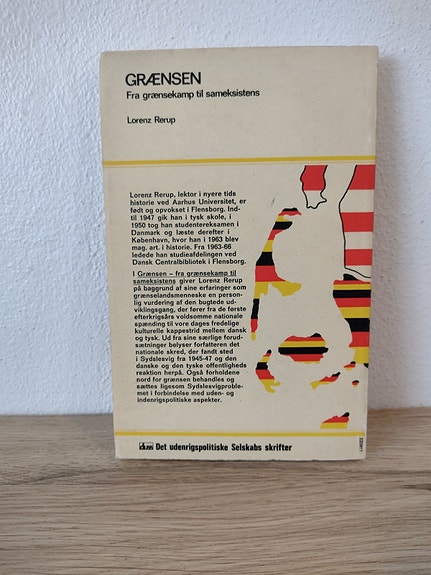 GRÆNSEN
Fra grænsekamp til sameksistens
Lorenz Rerup
Lorenz Rerup, lektor i nyere tids
historie ved Aarhus Universitet, er
født og opvokset i Flensborg. Ind-
til 1947 gik han i tysk skole, i
1950 tog han studentereksamen i
Danmark og læste derefter i
København, hvor han i 1963 blev
mag. art. i historie. Fra 1963-66
ledede han studieafdelingen ved
Dansk Centralbibliotek i Flensborg.
I Grænsen – fra grænsekamp til
sameksistens giver Lorenz Rerup
på baggrund af sine erfaringer som
grænselandsmenneske en person-
lig vurdering af den bugtede ud-
viklingsgang, der fører fra de første
efterkrigsårs voldsomme nationale
spænding til vore dages fredelige
kulturelle kappestrid mellem dansk
og tysk. Ud fra sine særlige forud-
sætninger belyser forfatteren det
nationale skred, der fandt sted
i Sydslesvig fra 1945-47 og den
danske og den tyske offentligheds
reaktion herpå. Også forholdene
nord for grænsen behandles og
sættes ligesom Sydslesvigproble-
met i forbindelse med uden- og
indenrigspolitiske aspekter.
Det udenrigspolitiske Selskabs skrifter